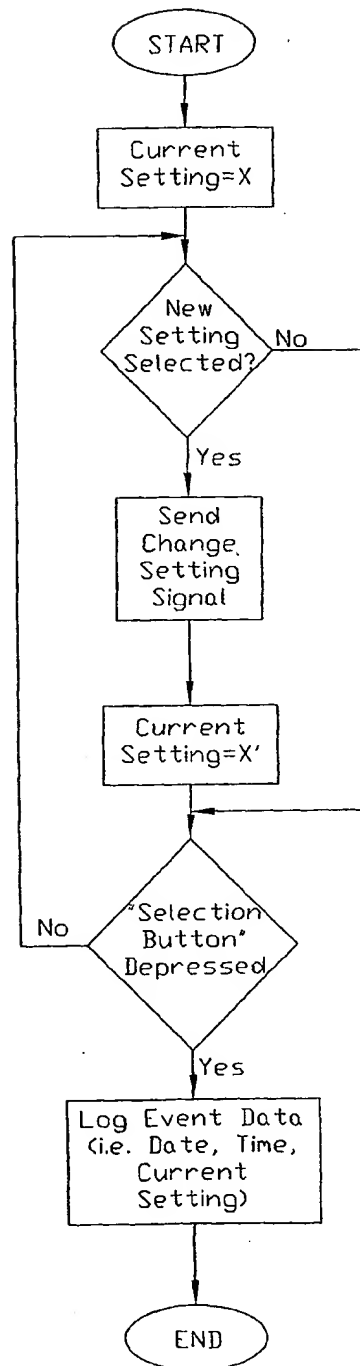 START
Current
Setting=X
New
Setting
Selected?
No
Yes
Send
Change
Setting
Signal
Current
Setting=X'
"Selection
Button"
Depressed
No
Yes
Log Event Data
(i.e. Date, Time,
Current
Setting)
END